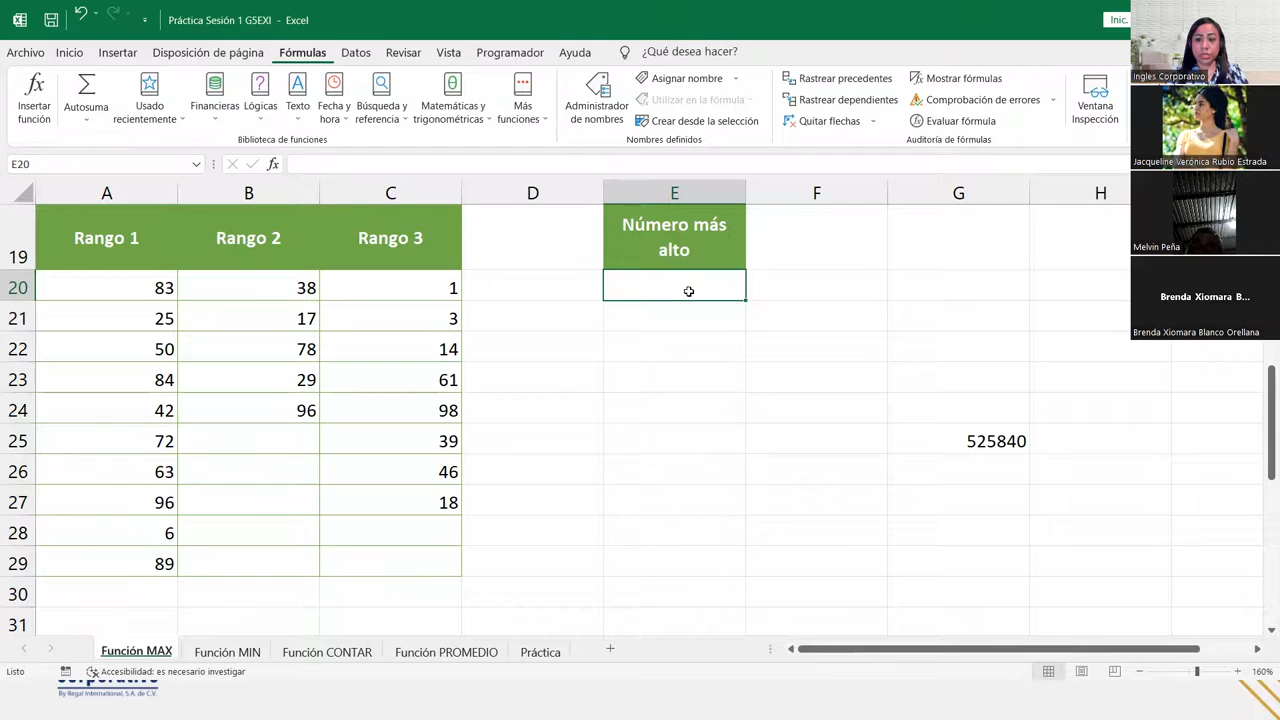 Práctica Sesión 1 G5EXI - Excel
Inic.
Archivo Inicio Insertar Disposición de página Fórmulas Datos Revisar Ayuda ¿Qué desea hacer?
Insertar función
Autosuma
Usado recientemente
Financieras
Lógicas
Texto
Fecha y hora
Búsqueda y referencia
Matemáticas y trigonométricas
Más
Biblioteca de funciones
Administrador de nombres
Asignar nombre
Utilizar en la fórmula
Crear desde la selección
Nombres definidos
Rastrear precedentes
Rastrear dependientes
Quitar flechas
Mostrar fórmulas
Comprobación de errores
Evaluar fórmula
Auditoría de fórmulas
Ventana Inspección
E20 fx
A B C D E F G H
19 Rango 1 Rango 2 Rango 3 Número más alto
20 83 38 1
21 25 17 3
22 50 78 14
23 84 29 61
24 42 96 98
25 72 39 525840
26 63 46
27 96 18
28 6
29 89
30
31
Función MAX Función MIN Función CONTAR Función PROMEDIO Práctica
Listo Accesibilidad: es necesario investigar 160%
By Regal International, S.A. de C.V.
Ingles Corporativo
Jacqueline Verónica Rubio Estrada
Melvin Peña
Brenda Xiomara B...
Brenda Xiomara Blanco Orellana